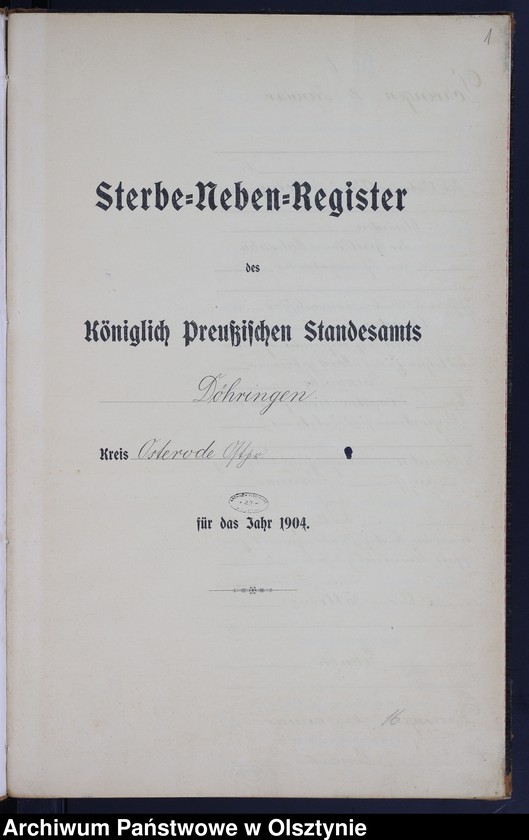 1
Sterbe=Neben=Register
des
Königlich Preußischen Standesamts
Döhringen
Kreis Osterode Ostpr
für das Jahr 1904.
16
Archiwum Państwowe w Olsztynie